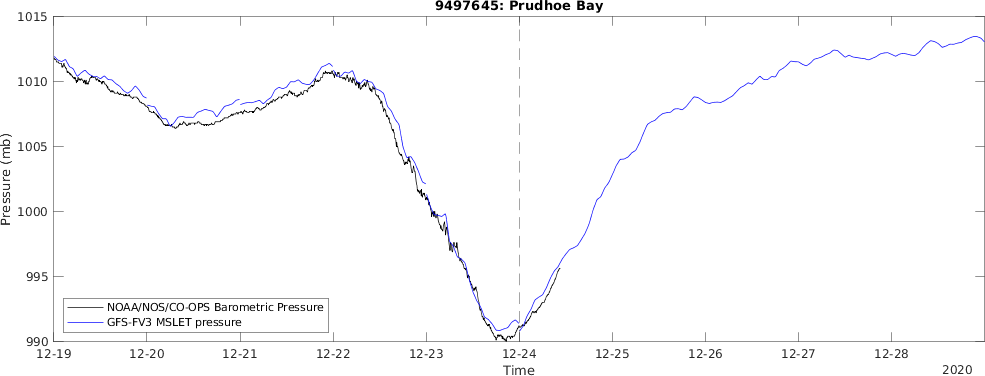 9497645: Prudhoe Bay
Pressure (mb)
1015
1010
1005
1000
995
990
NOAA/NOS/CO-OPS Barometric Pressure
GFS-FV3 MSLET pressure
12-19 12-20 12-21 12-22 12-23 12-24 12-25 12-26 12-27 12-28
Time
2020